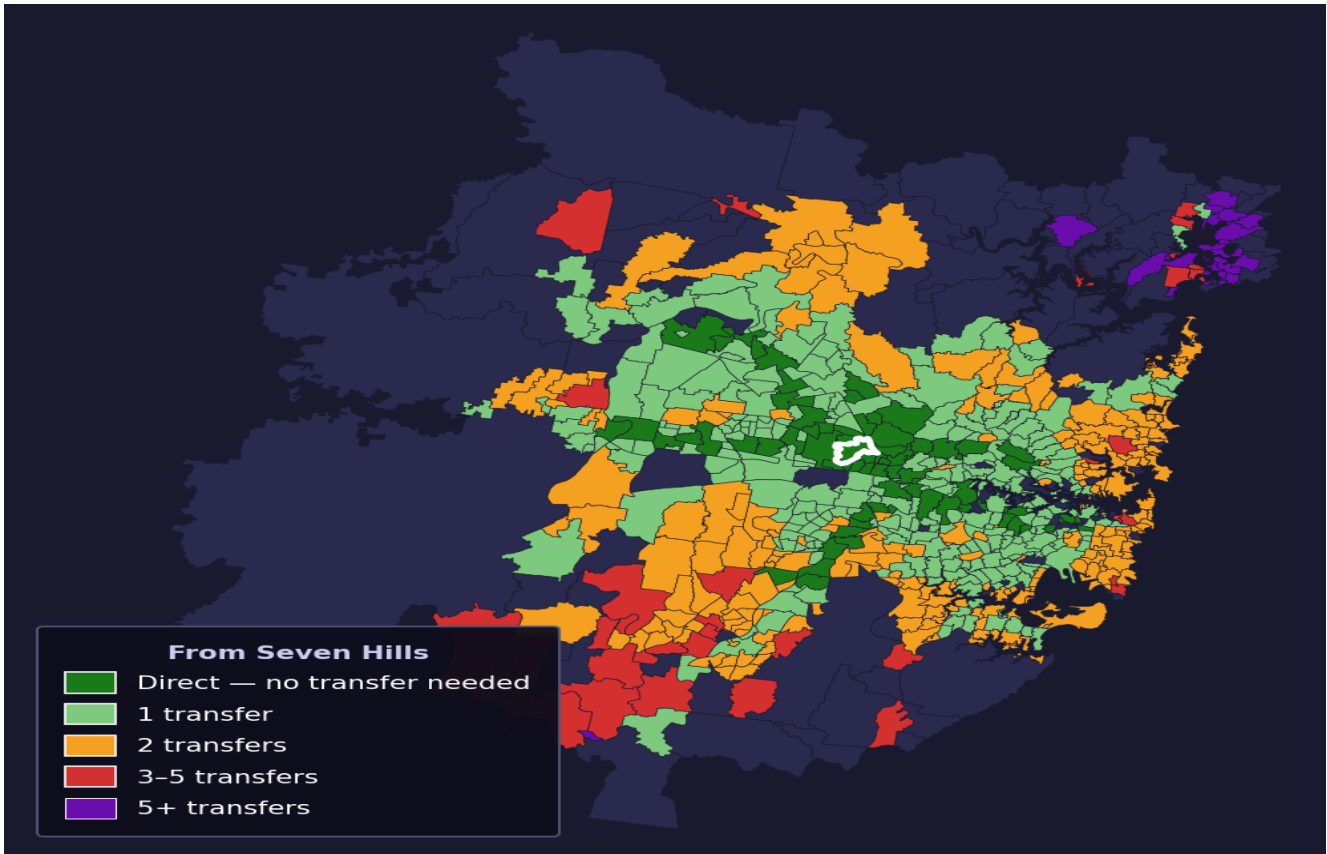 From Seven Hills
Direct — no transfer needed
1 transfer
2 transfers
3–5 transfers
5+ transfers